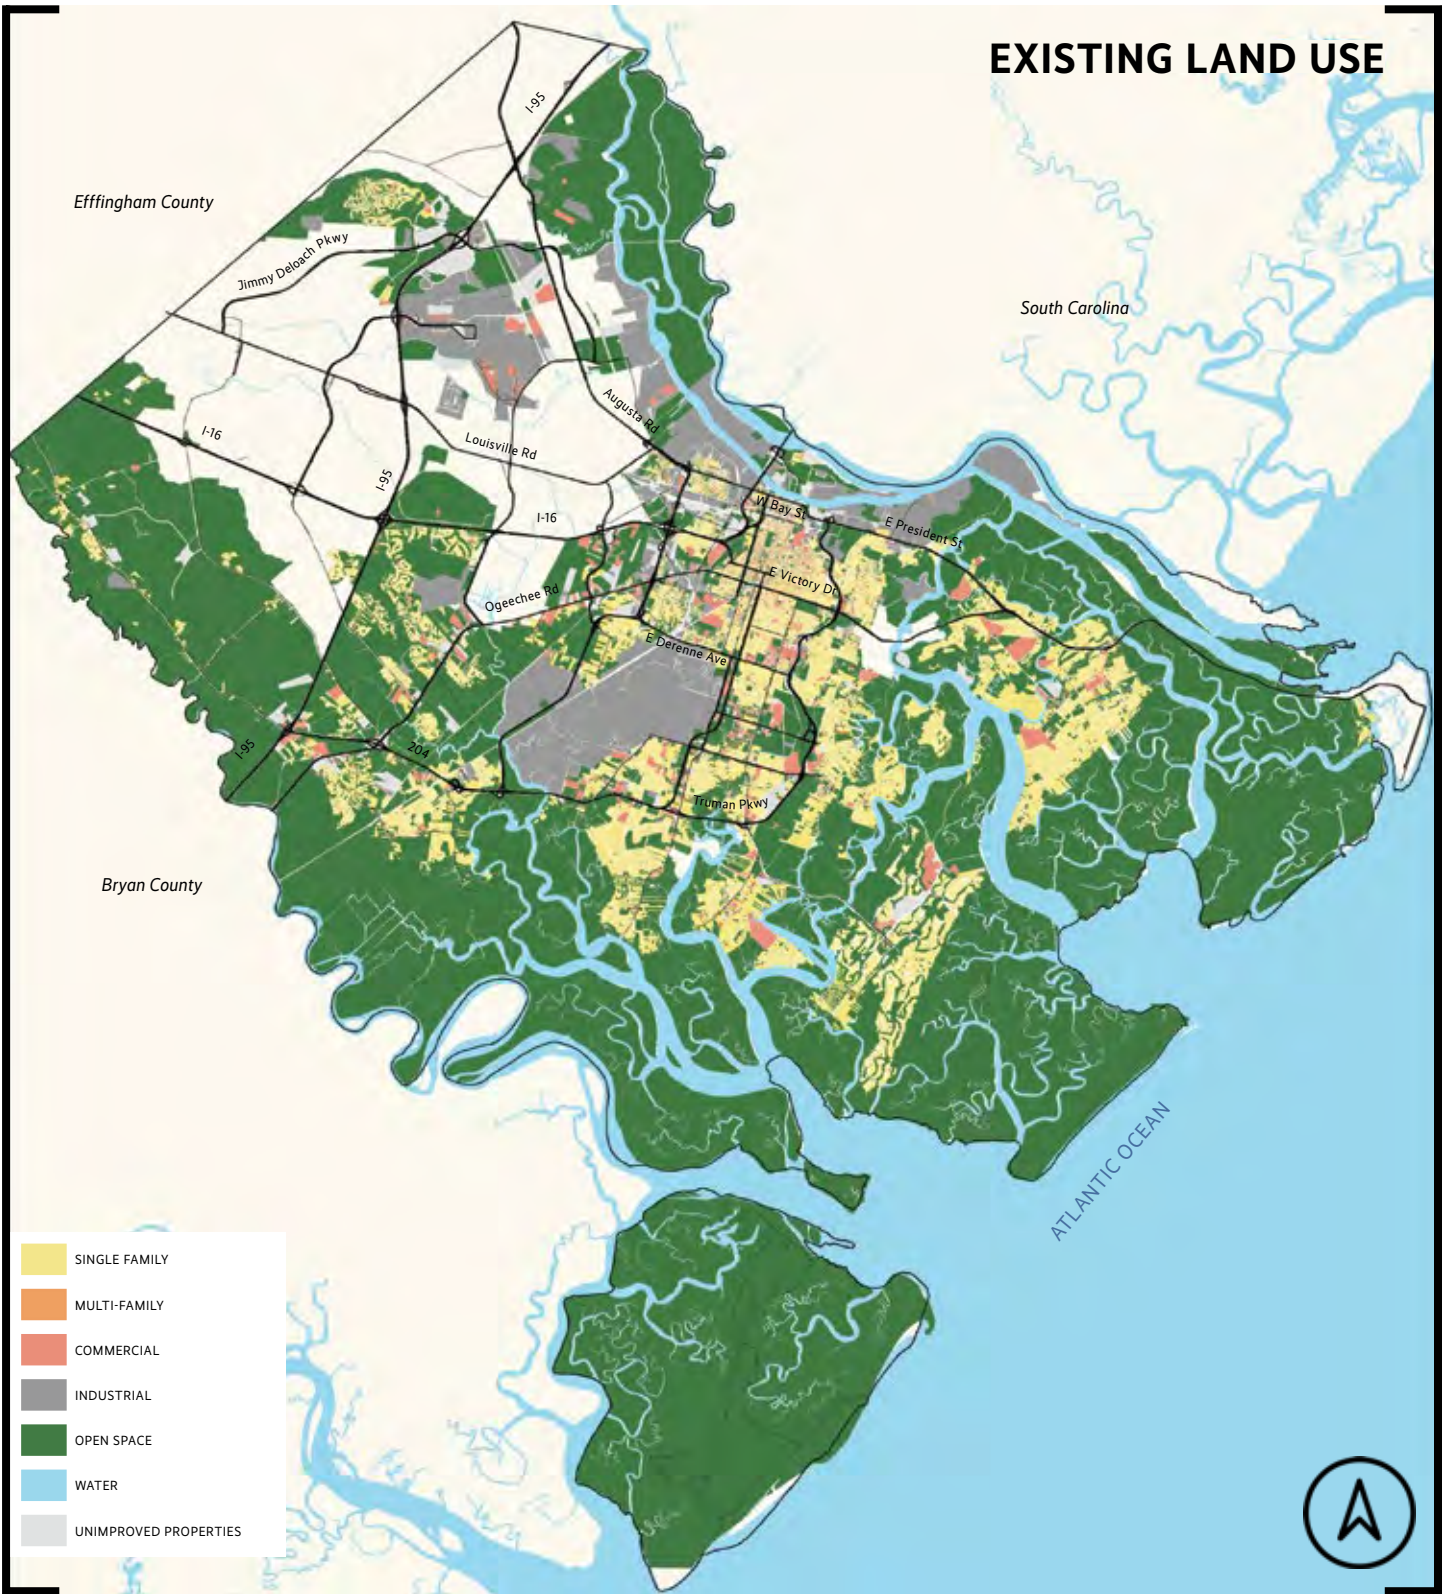 EXISTING LAND USE
I-95
Efffingham County
Jimmy Deloach Pkwy
South Carolina
Augusta Rd
I-16
Louisville Rd
I-95
W Bay St
I-16
E President St
E Victory Dr
Ogeechee Rd
E Derenne Ave
I-95
204
Truman Pkwy
Bryan County
ATLANTIC OCEAN
SINGLE FAMILY
MULTI-FAMILY
COMMERCIAL
INDUSTRIAL
OPEN SPACE
WATER
UNIMPROVED PROPERTIES